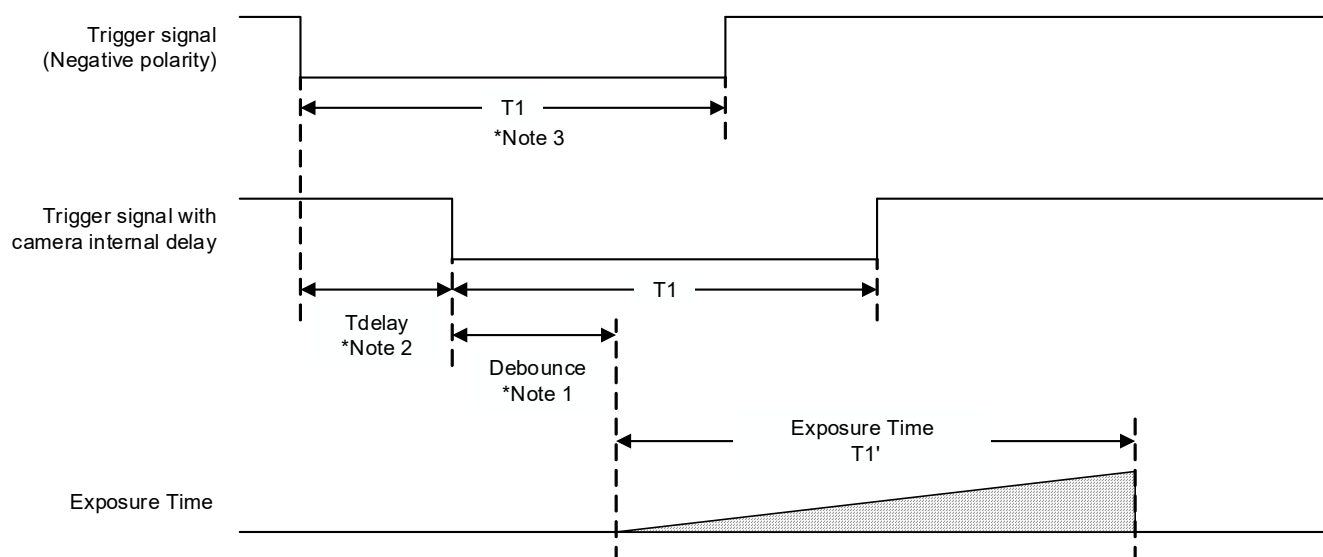 Trigger signal
(Negative polarity)
T1
*Note 3
Trigger signal with
camera internal delay
T1
Tdelay
*Note 2
Debounce
*Note 1
Exposure Time
T1'
Exposure Time